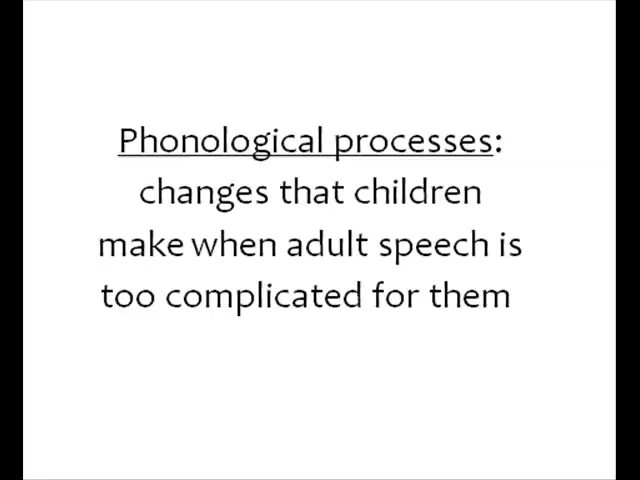 Phonological processes:
changes that children
make when adult speech is
too complicated for them